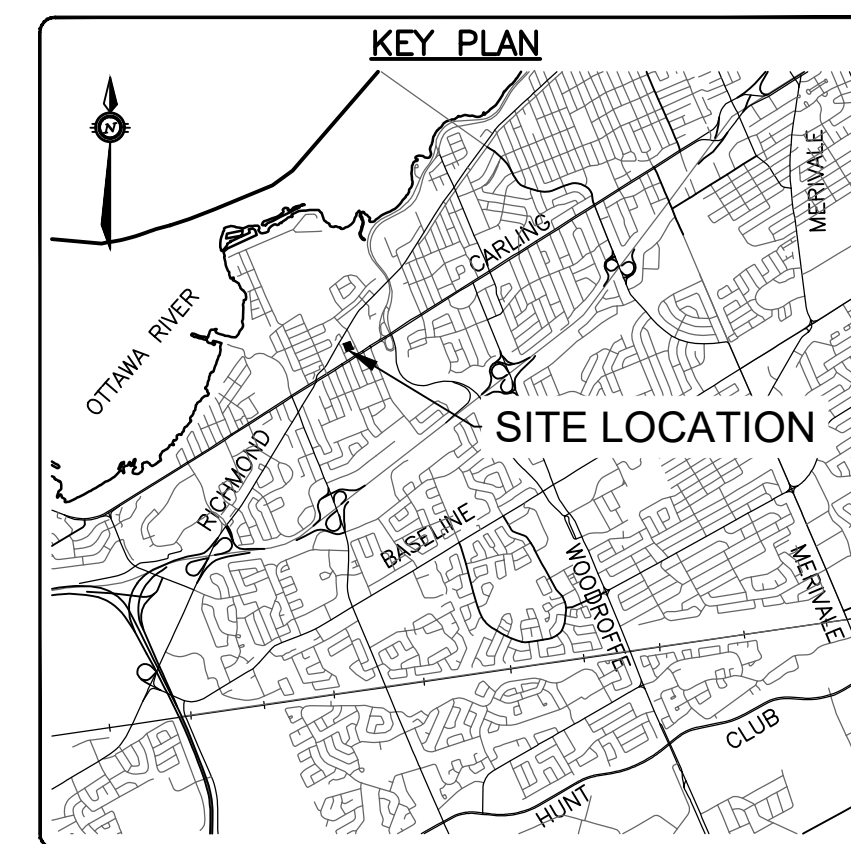 KEY PLAN
N
MERIVALE
CARLING
OTTAWA RIVER
SITE LOCATION
RICHMOND
BASELINE
WOODROFFE
MERIVALE
CLUB
HUNT